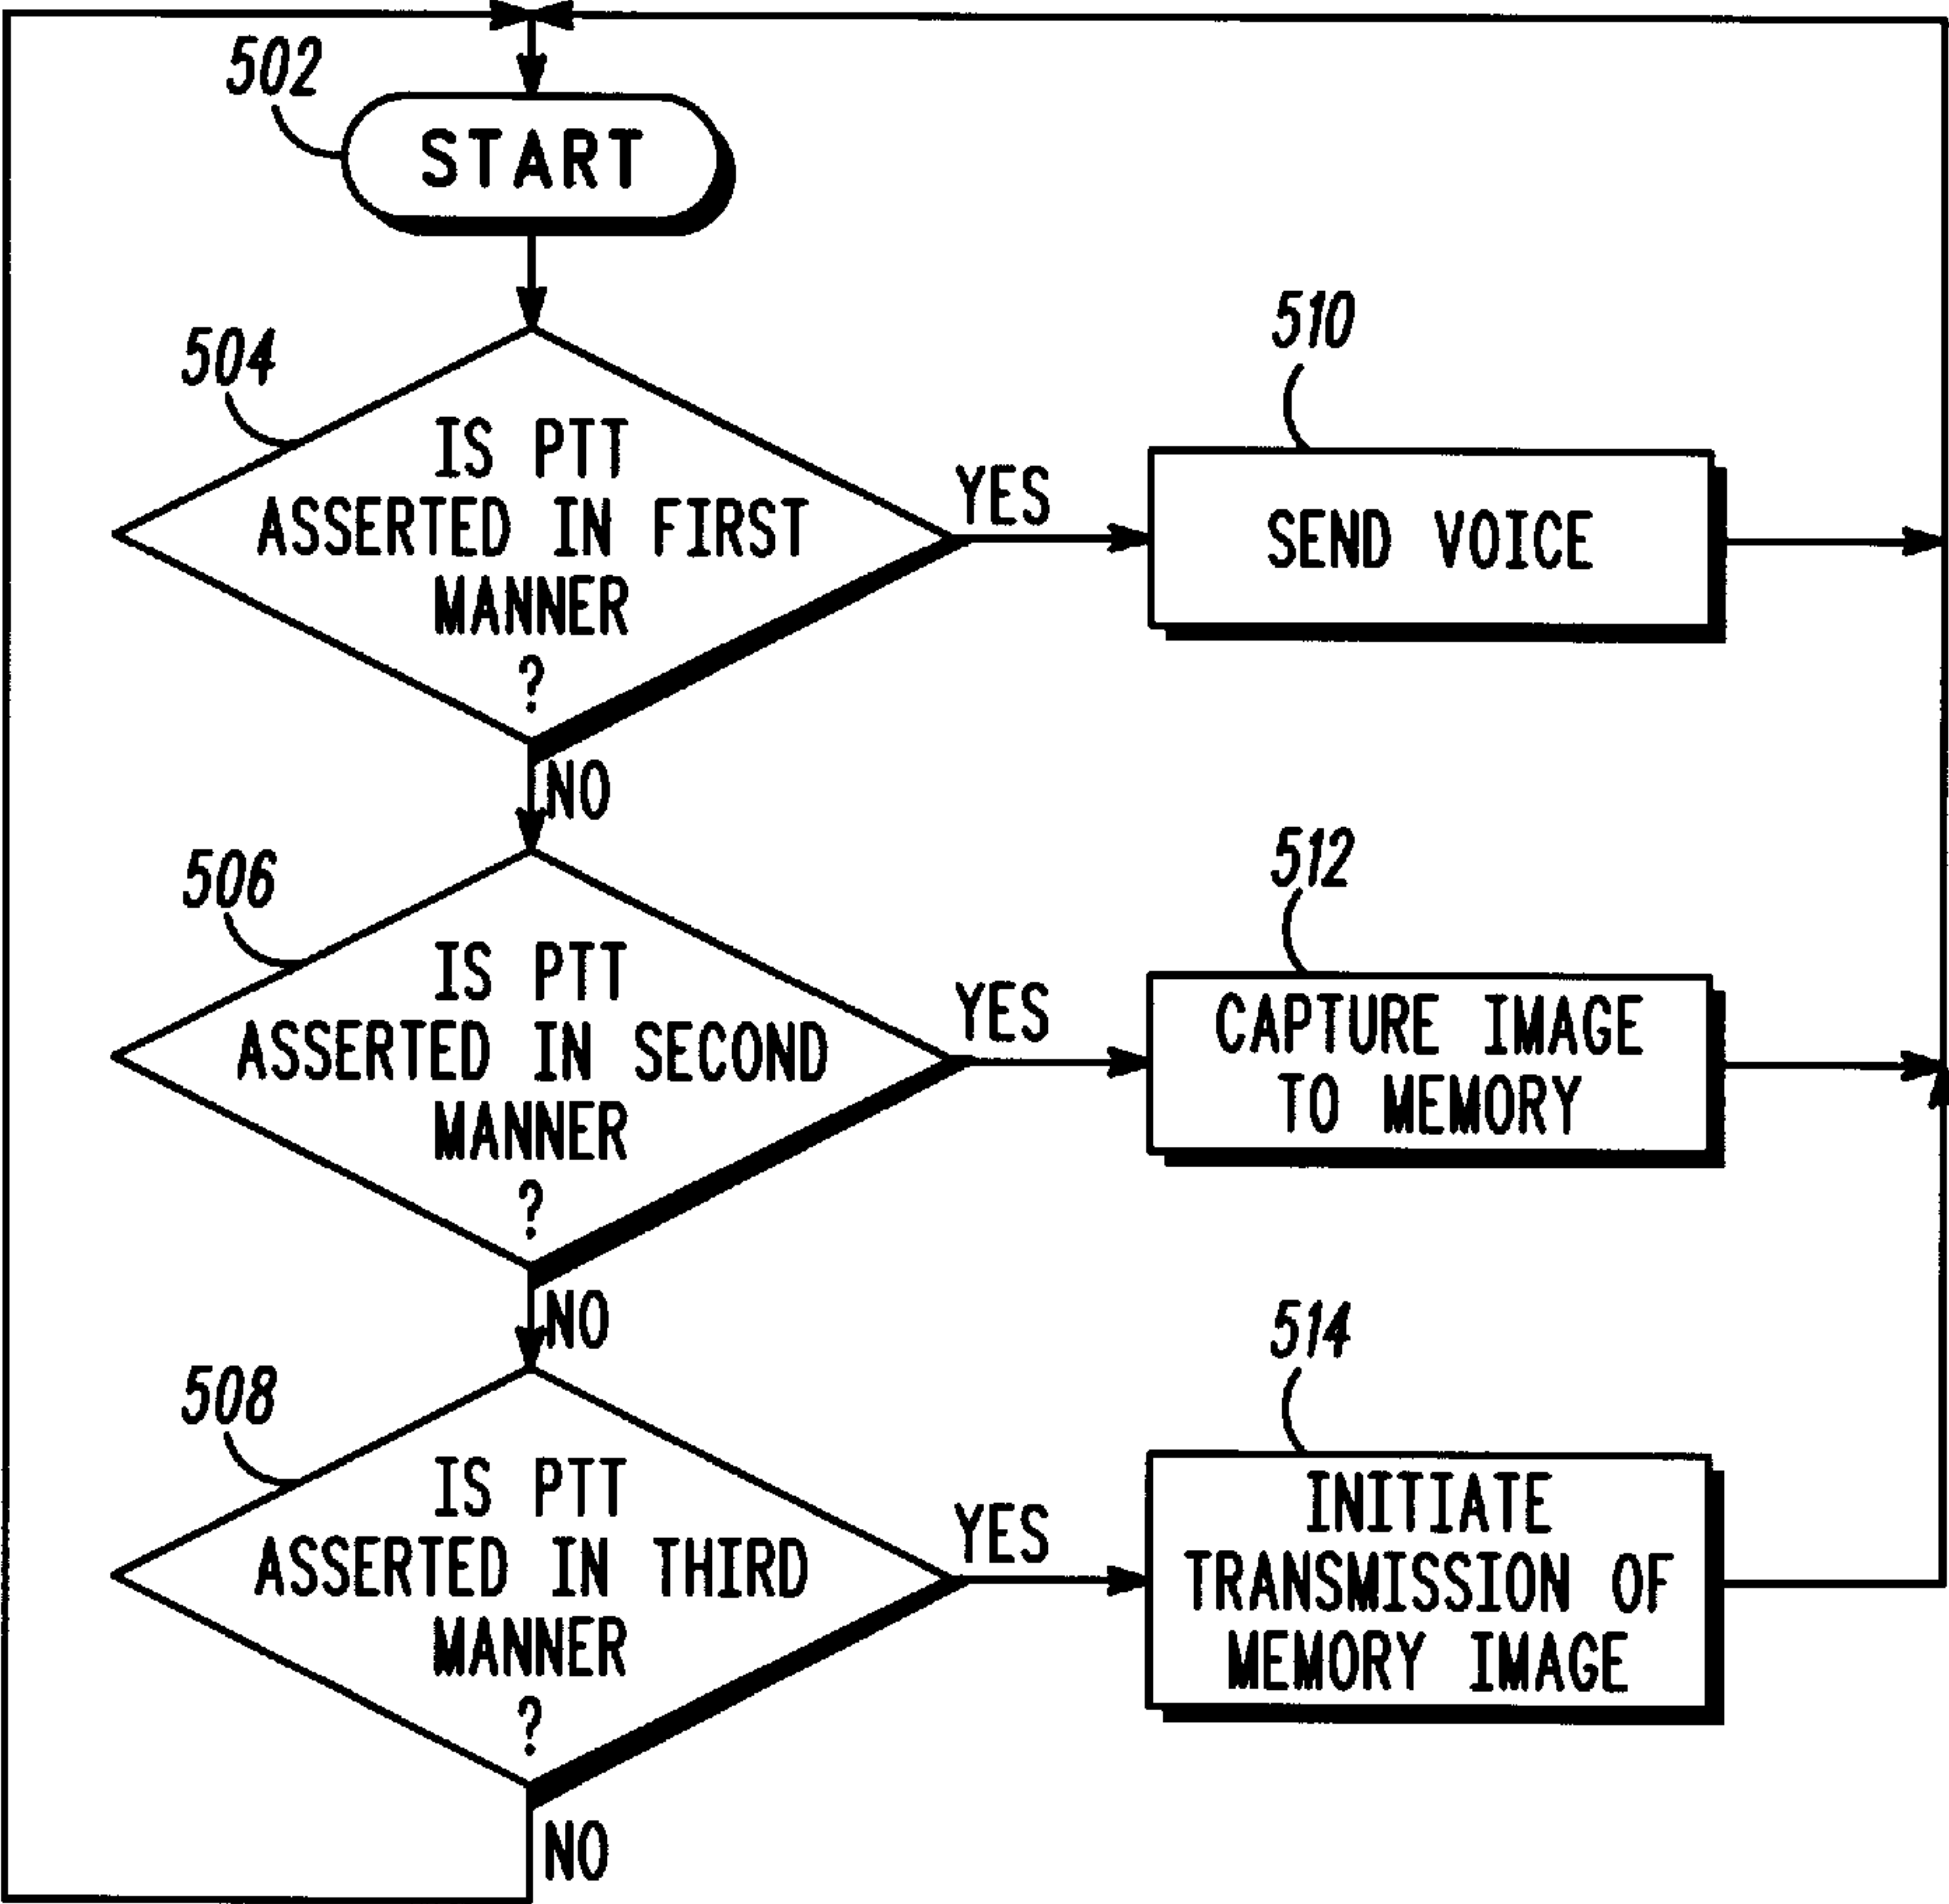 502
START
504
IS PTT
ASSERTED IN FIRST
MANNER
?
YES
510
SEND VOICE
NO
506
IS PTT
ASSERTED IN SECOND
MANNER
?
YES
512
CAPTURE IMAGE
TO MEMORY
NO
508
IS PTT
ASSERTED IN THIRD
MANNER
?
YES
514
INITIATE
TRANSMISSION OF
MEMORY IMAGE
NO